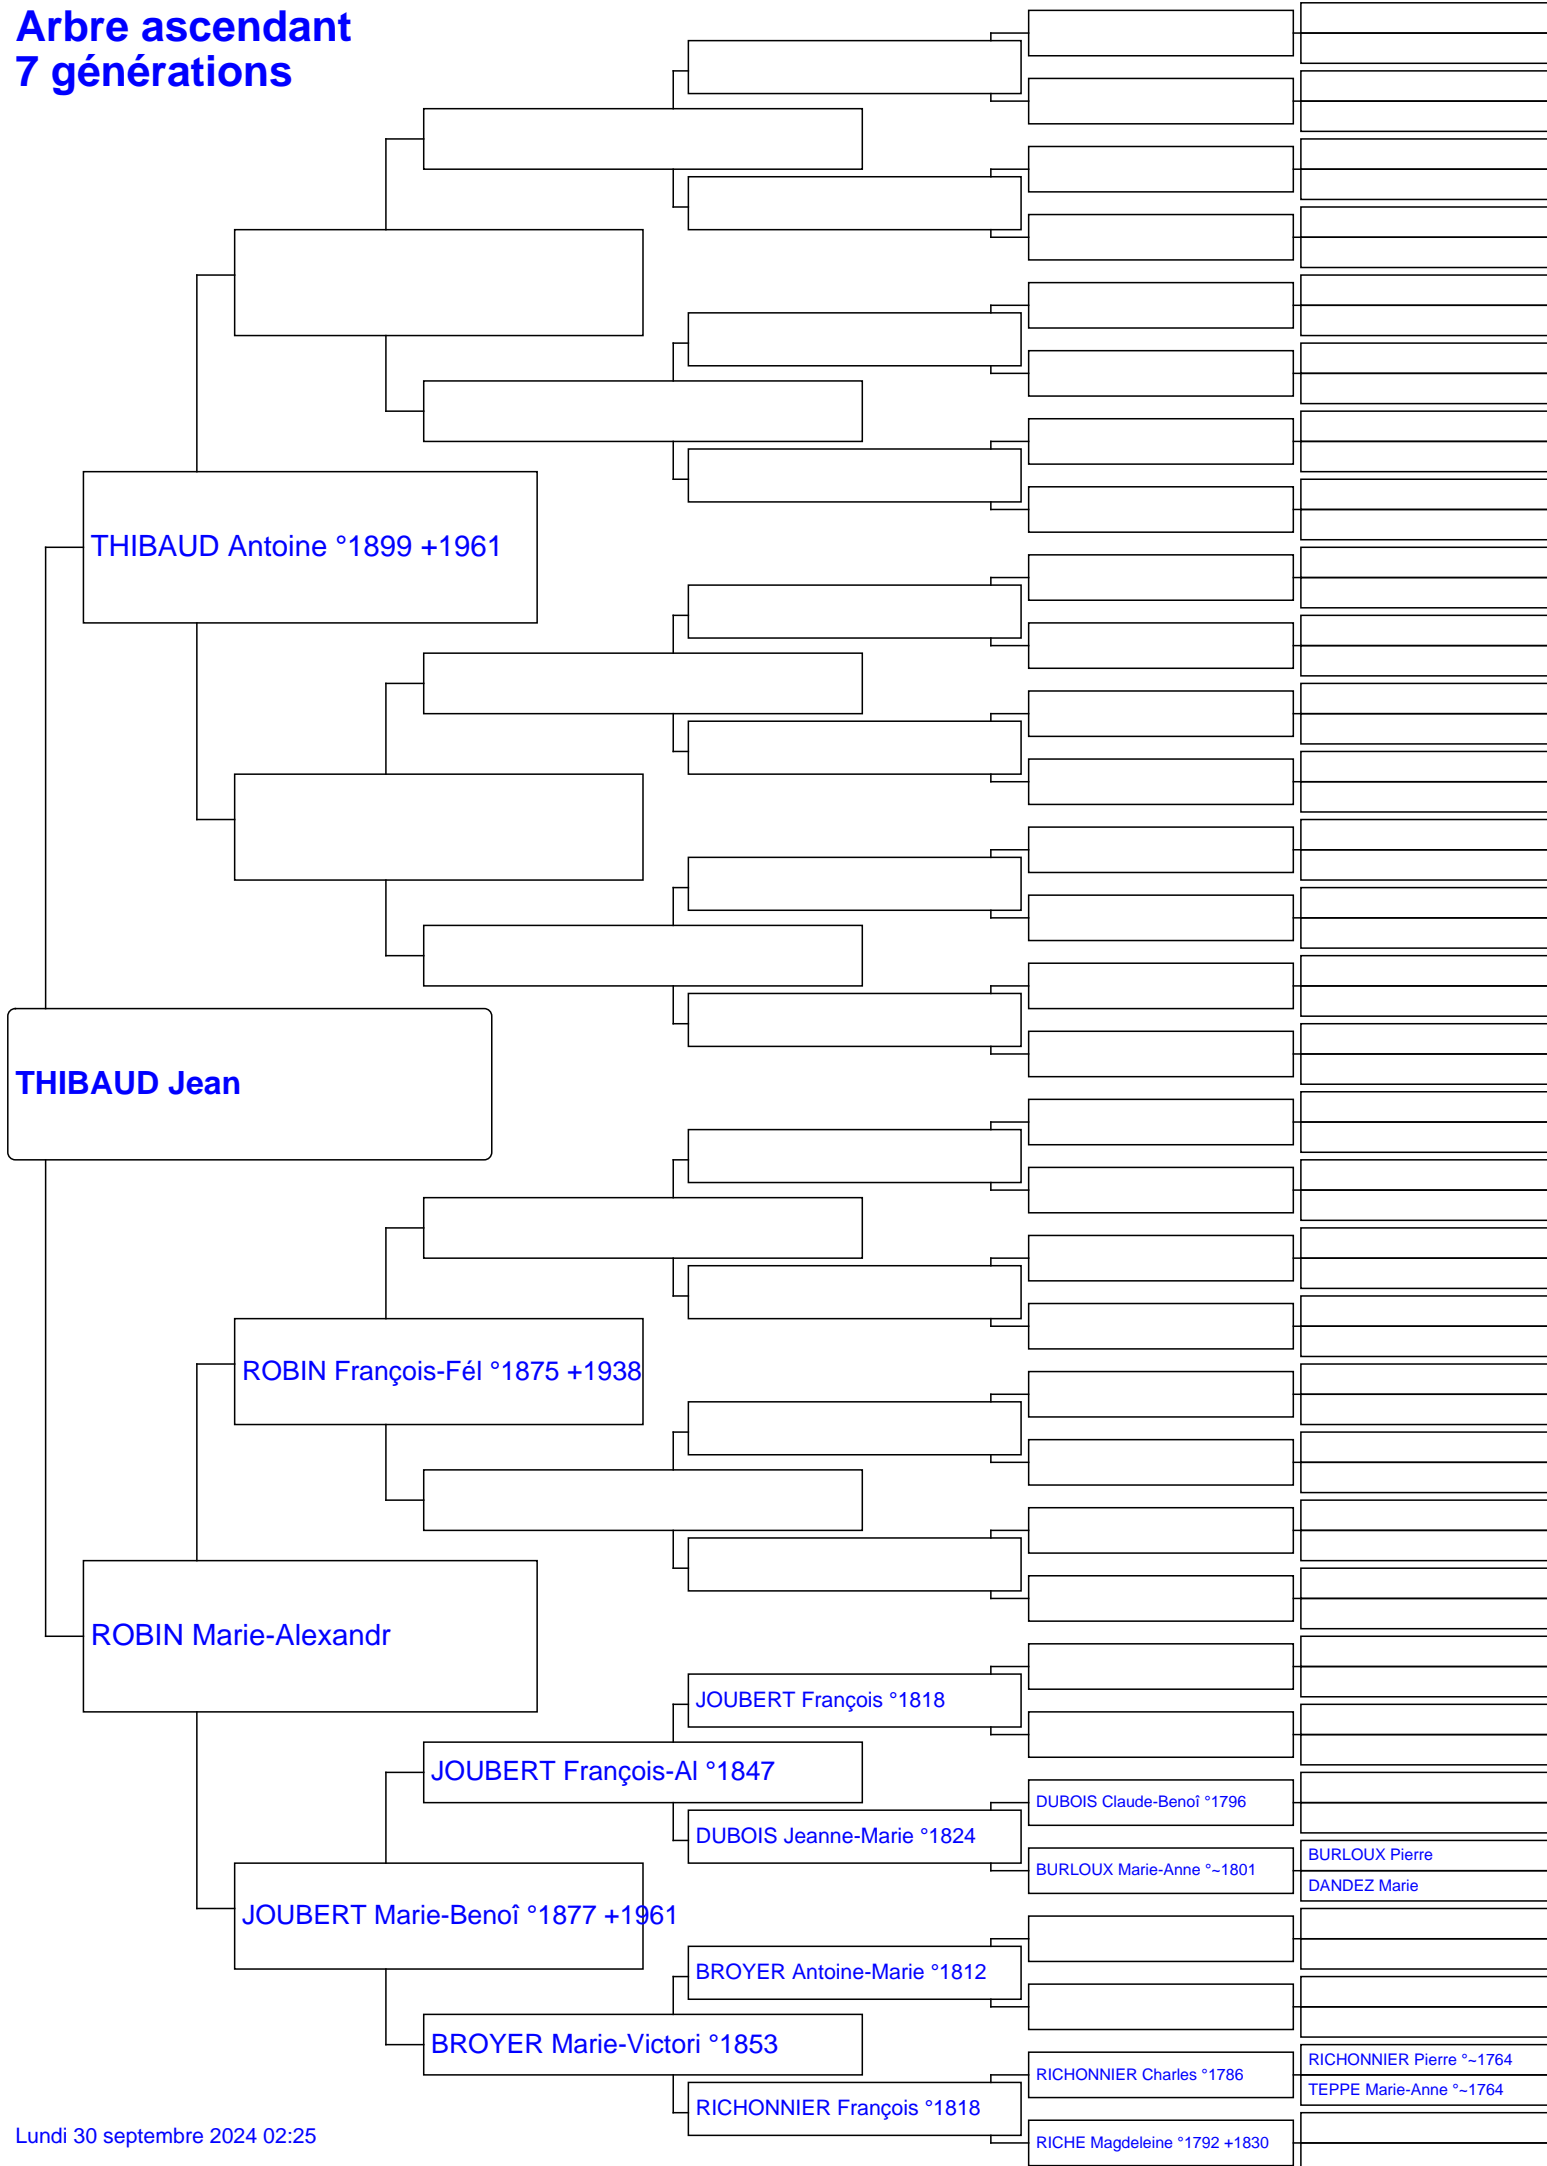 Arbre ascendant
7 générations
THIBAUD Antoine °1899 +1961
THIBAUD Jean
ROBIN François-Fél °1875 +1938
ROBIN Marie-Alexandr
JOUBERT François °1818
JOUBERT François-Al °1847
DUBOIS Claude-Benoî °1796
DUBOIS Jeanne-Marie °1824
BURLOUX Pierre
BURLOUX Marie-Anne °~1801
DANDEZ Marie
JOUBERT Marie-Benoî °1877 +1961
BROYER Antoine-Marie °1812
BROYER Marie-Victori °1853
RICHONNIER Pierre °~1764
RICHONNIER Charles °1786
TEPPE Marie-Anne °~1764
RICHONNIER François °1818
RICHE Magdeleine °1792 +1830
Lundi 30 septembre 2024 02:25